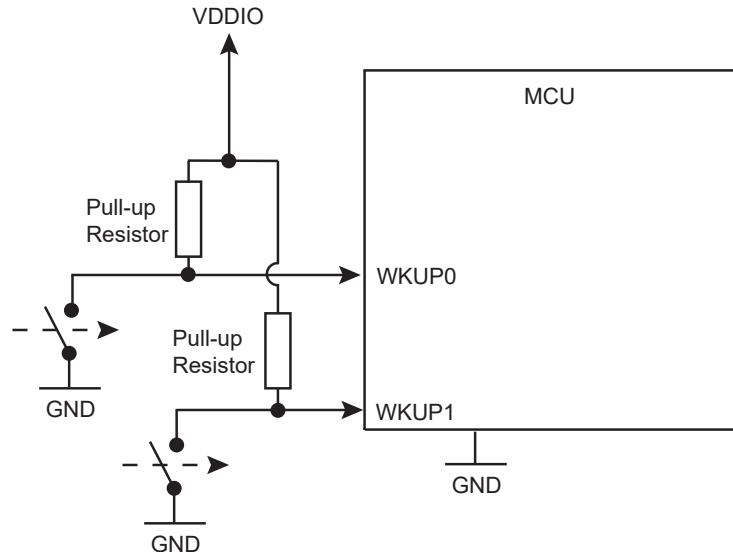 VDDIO
MCU
Pull-up
Resistor
WKUP0
Pull-up
Resistor
GND
WKUP1
GND
GND